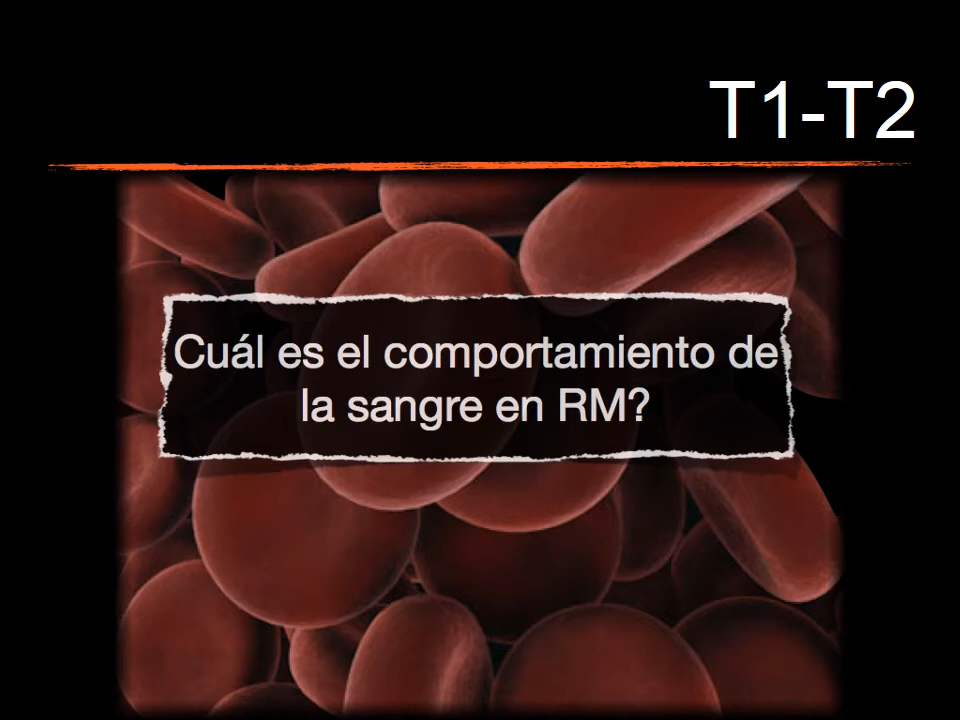 T1-T2
Cuál es el comportamiento de
la sangre en RM?